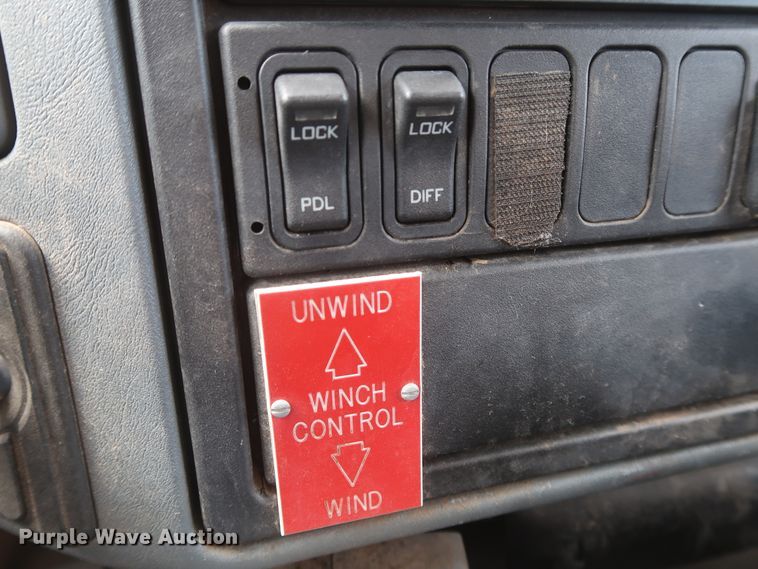 LOCK
PDL
LOCK
DIFF
UNWIND
WINCH
CONTROL
WIND
Purple Wave Auction